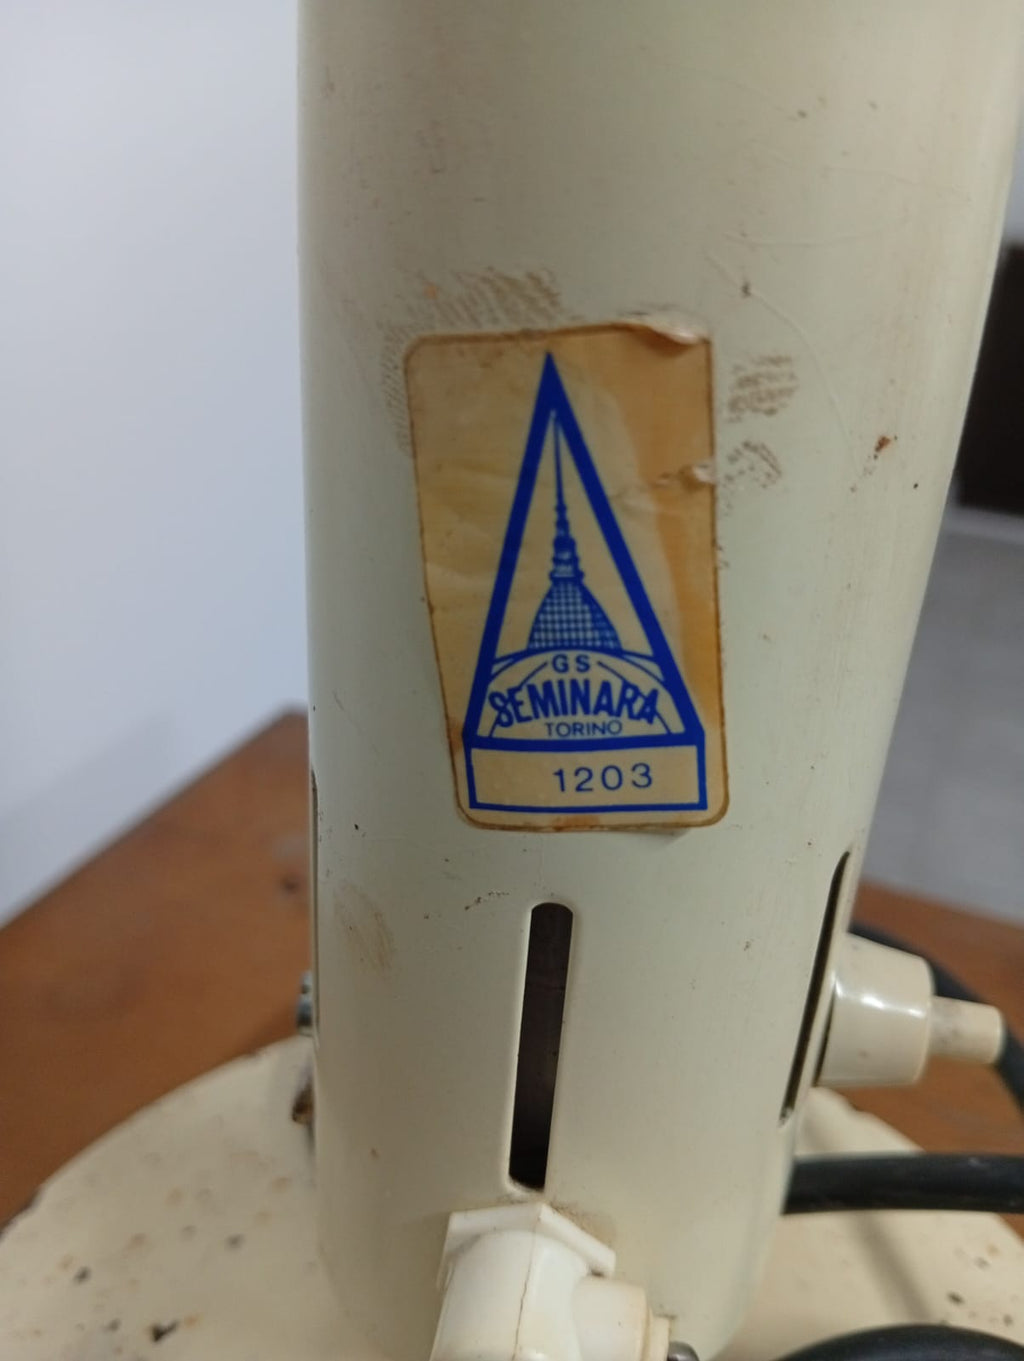 GS
SEMINARA
TORINO
1203